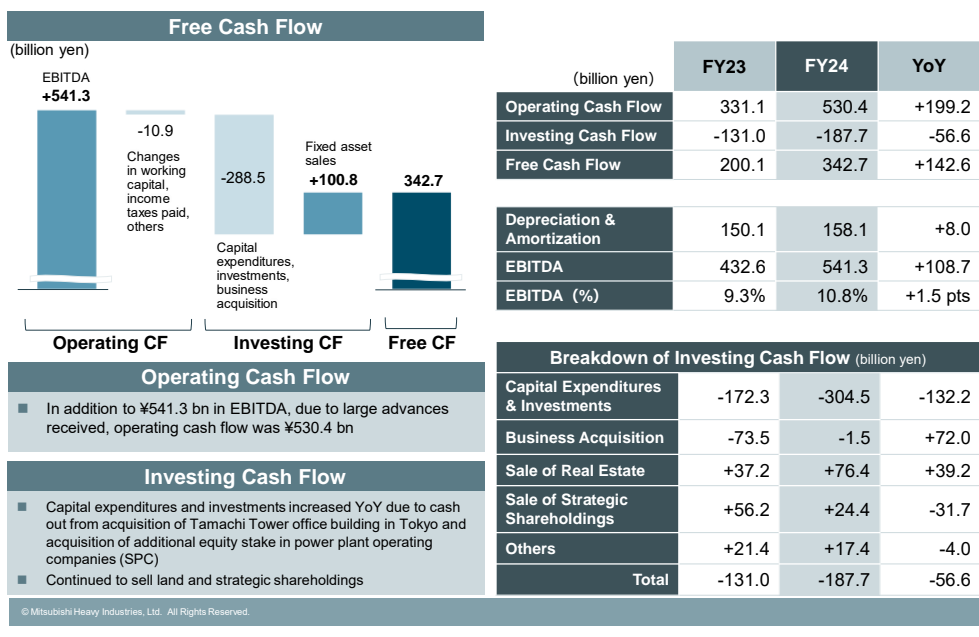 Free Cash Flow
(billion yen)
EBITDA
+541.3
-10.9
Changes
in working
capital,
income
taxes paid,
others
-288.5
Capital
expenditures,
investments,
business
acquisition
Fixed asset
sales
+100.8
342.7
Operating CF
Investing CF
Free CF
Operating Cash Flow
In addition to ¥541.3 bn in EBITDA, due to large advances
received, operating cash flow was ¥530.4 bn
Investing Cash Flow
Capital expenditures and investments increased YoY due to cash
out from acquisition of Tamachi Tower office building in Tokyo and
acquisition of additional equity stake in power plant operating
companies (SPC)
Continued to sell land and strategic shareholdings
(billion yen) FY23 FY24 YoY
Operating Cash Flow 331.1 530.4 +199.2
Investing Cash Flow -131.0 -187.7 -56.6
Free Cash Flow 200.1 342.7 +142.6
Depreciation &
Amortization 150.1 158.1 +8.0
EBITDA 432.6 541.3 +108.7
EBITDA（%） 9.3% 10.8% +1.5 pts
Breakdown of Investing Cash Flow (billion yen)
Capital Expenditures
& Investments -172.3 -304.5 -132.2
Business Acquisition -73.5 -1.5 +72.0
Sale of Real Estate +37.2 +76.4 +39.2
Sale of Strategic
Shareholdings +56.2 +24.4 -31.7
Others +21.4 +17.4 -4.0
Total -131.0 -187.7 -56.6
© Mitsubishi Heavy Industries, Ltd. All Rights Reserved.